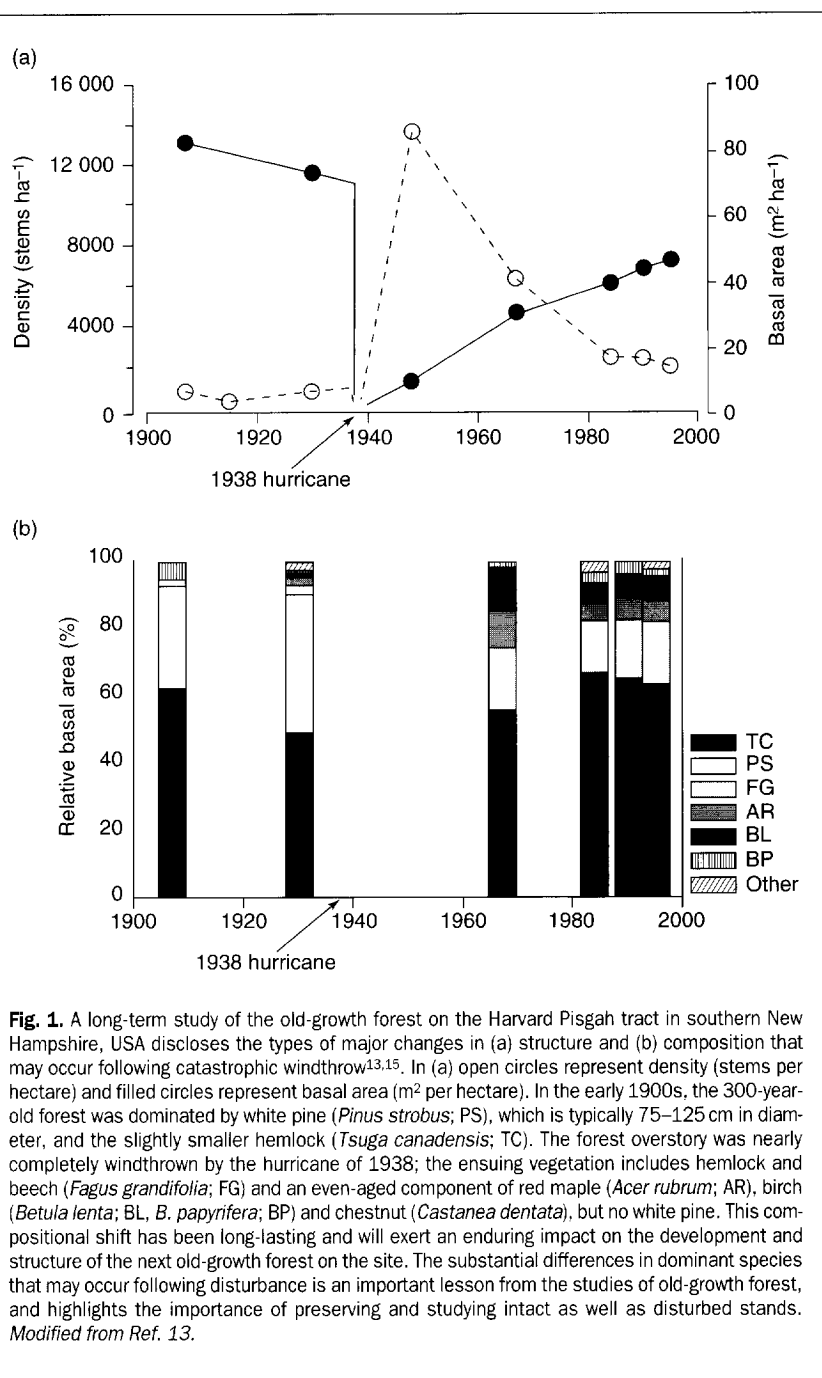 (a)
16 000
12 000
8000
4000
0
Density (stems ha⁻¹)
100
80
60
40
20
0
Basal area (m² ha⁻¹)
1900 1920 1940 1960 1980 2000
1938 hurricane
(b)
100
80
60
40
20
0
Relative basal area (%)
TC
PS
FG
AR
BL
BP
Other
1900 1920 1940 1960 1980 2000
1938 hurricane
Fig. 1. A long-term study of the old-growth forest on the Harvard Pisgah tract in southern New
Hampshire, USA discloses the types of major changes in (a) structure and (b) composition that
may occur following catastrophic windthrow¹³,¹⁵. In (a) open circles represent density (stems per
hectare) and filled circles represent basal area (m² per hectare). In the early 1900s, the 300-year-
old forest was dominated by white pine (Pinus strobus; PS), which is typically 75–125 cm in diam-
eter, and the slightly smaller hemlock (Tsuga canadensis; TC). The forest overstory was nearly
completely windthrown by the hurricane of 1938; the ensuing vegetation includes hemlock and
beech (Fagus grandifolia; FG) and an even-aged component of red maple (Acer rubrum; AR), birch
(Betula lenta; BL, B. papyrifera; BP) and chestnut (Castanea dentata), but no white pine. This com-
positional shift has been long-lasting and will exert an enduring impact on the development and
structure of the next old-growth forest on the site. The substantial differences in dominant species
that may occur following disturbance is an important lesson from the studies of old-growth forest,
and highlights the importance of preserving and studying intact as well as disturbed stands.
Modified from Ref. 13.